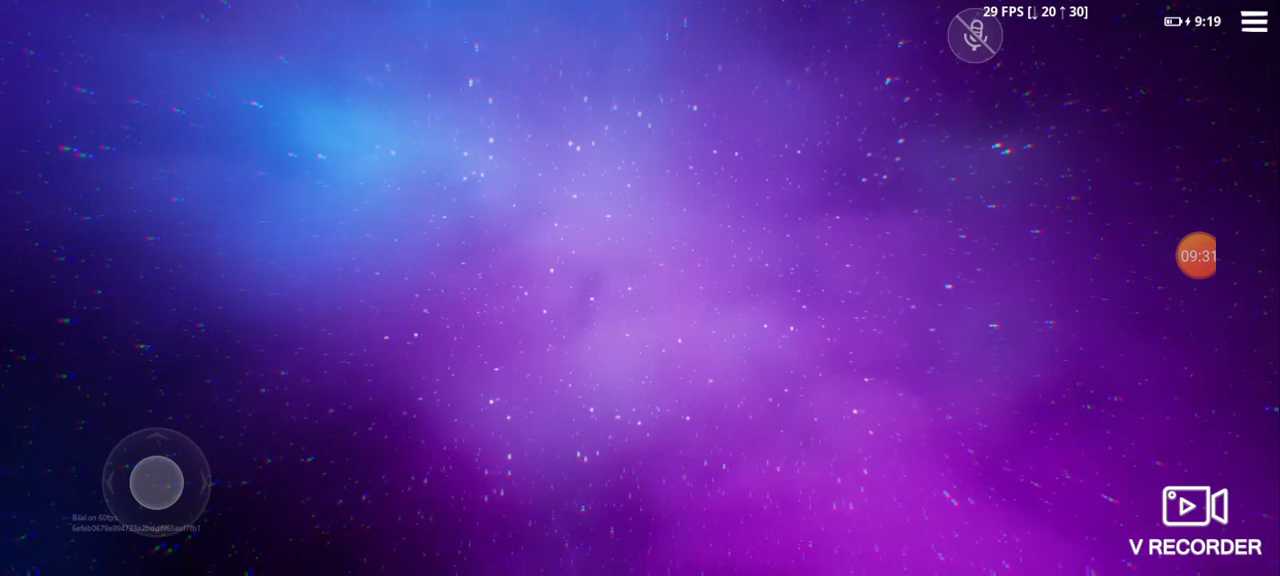 29 FPS [↓ 20 ↑ 30]
9:19
09:31
Bilal on 60fps
V RECORDER